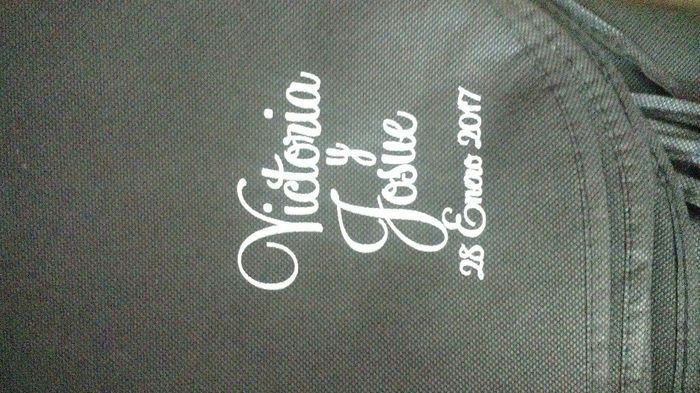 Victoria
y
Josue
28 Enero 2017